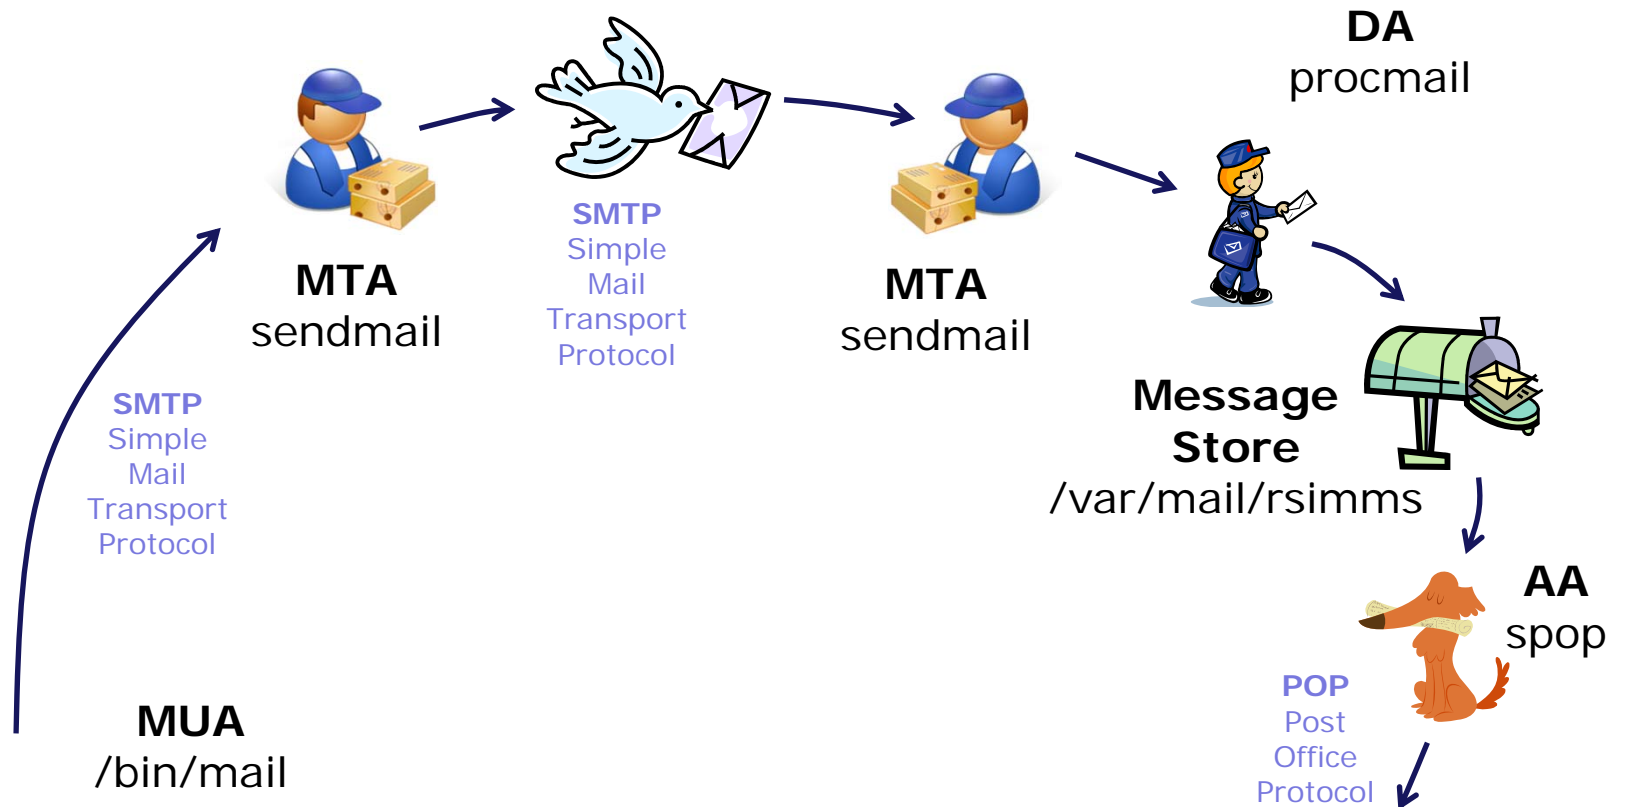 DA
procmail
SMTP
Simple
Mail
Transport
Protocol
MTA
sendmail
MTA
sendmail
Message
Store
/var/mail/rsimms
SMTP
Simple
Mail
Transport
Protocol
AA
spop
POP
Post
Office
Protocol
MUA
/bin/mail